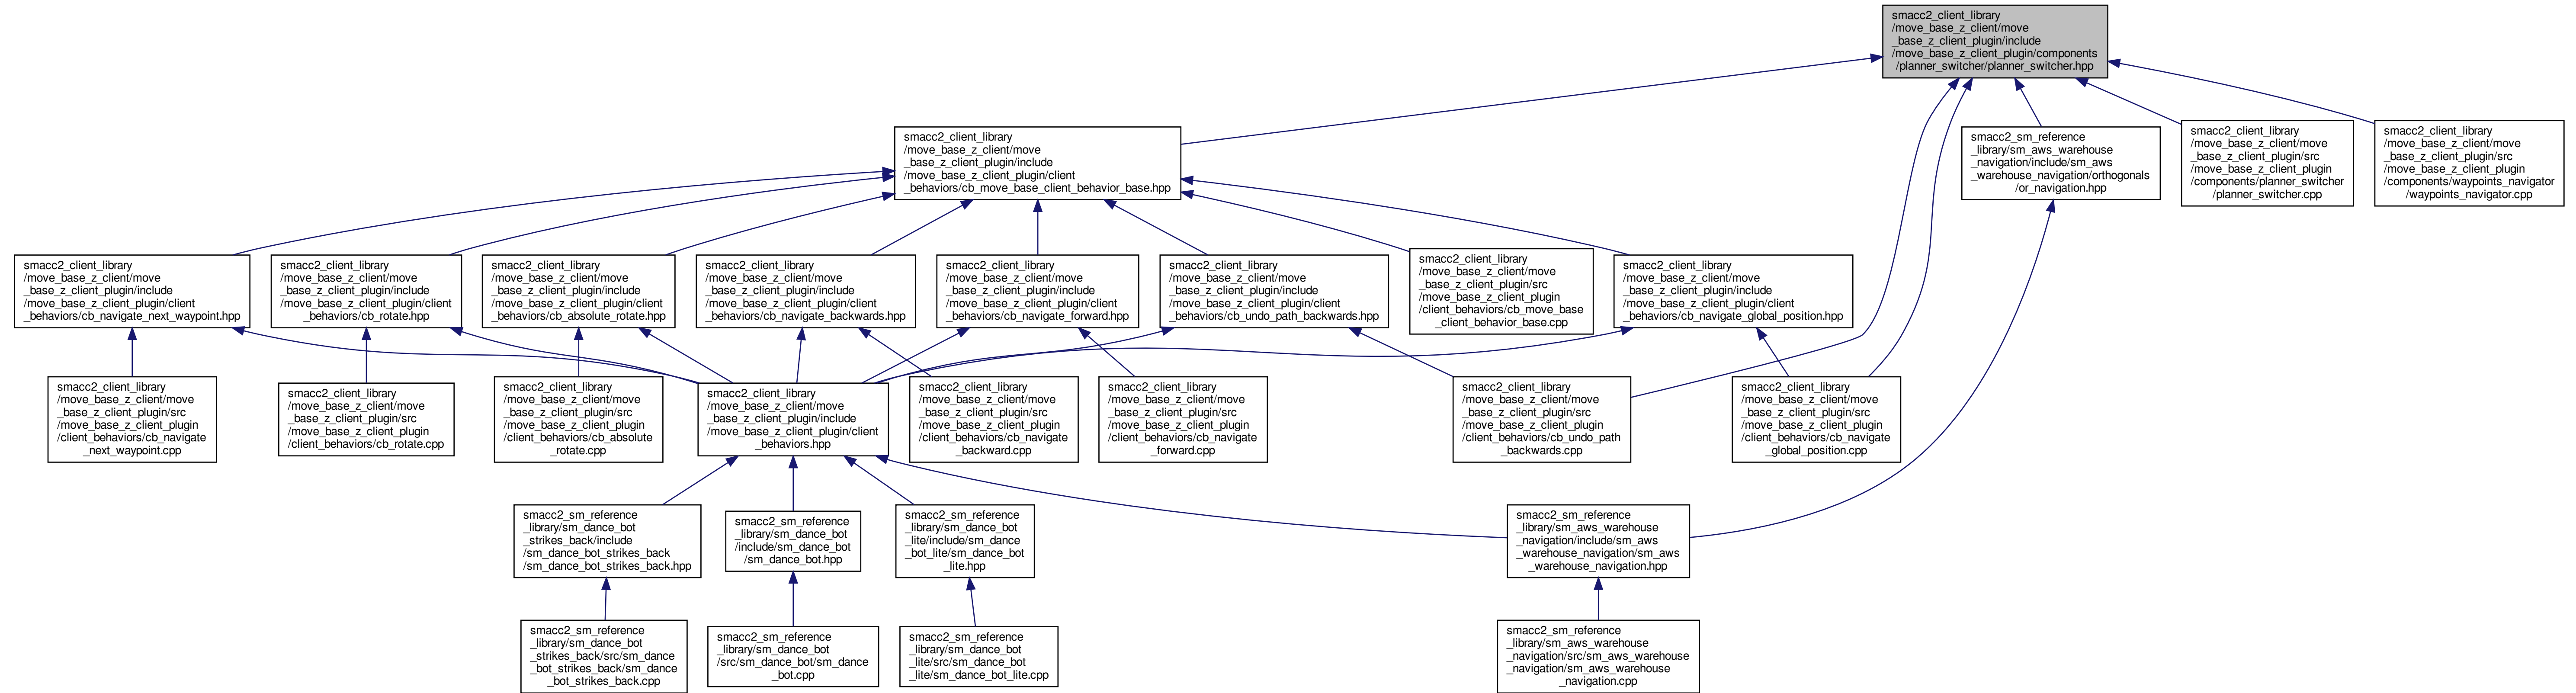 smacc2_client_library
/move_base_z_client/move
_base_z_client_plugin/include
/move_base_z_client_plugin/components
/planner_switcher/planner_switcher.hpp
smacc2_client_library
/move_base_z_client/move
_base_z_client_plugin/include
/move_base_z_client_plugin/client
_behaviors/cb_move_base_client_behavior_base.hpp
smacc2_sm_reference
_library/sm_aws_warehouse
_navigation/include/sm_aws
_warehouse_navigation/orthogonals
/or_navigation.hpp
smacc2_client_library
/move_base_z_client/move
_base_z_client_plugin/src
/move_base_z_client_plugin
/components/planner_switcher
/planner_switcher.cpp
smacc2_client_library
/move_base_z_client/move
_base_z_client_plugin/src
/move_base_z_client_plugin
/components/waypoints_navigator
/waypoints_navigator.cpp
smacc2_client_library
/move_base_z_client/move
_base_z_client_plugin/include
/move_base_z_client_plugin/client
_behaviors/cb_navigate_next_waypoint.hpp
smacc2_client_library
/move_base_z_client/move
_base_z_client_plugin/include
/move_base_z_client_plugin/client
_behaviors/cb_rotate.hpp
smacc2_client_library
/move_base_z_client/move
_base_z_client_plugin/include
/move_base_z_client_plugin/client
_behaviors/cb_absolute_rotate.hpp
smacc2_client_library
/move_base_z_client/move
_base_z_client_plugin/include
/move_base_z_client_plugin/client
_behaviors/cb_navigate_backwards.hpp
smacc2_client_library
/move_base_z_client/move
_base_z_client_plugin/include
/move_base_z_client_plugin/client
_behaviors/cb_navigate_forward.hpp
smacc2_client_library
/move_base_z_client/move
_base_z_client_plugin/include
/move_base_z_client_plugin/client
_behaviors/cb_undo_path_backwards.hpp
smacc2_client_library
/move_base_z_client/move
_base_z_client_plugin/src
/move_base_z_client_plugin
/client_behaviors/cb_move_base
_client_behavior_base.cpp
smacc2_client_library
/move_base_z_client/move
_base_z_client_plugin/include
/move_base_z_client_plugin/client
_behaviors/cb_navigate_global_position.hpp
smacc2_client_library
/move_base_z_client/move
_base_z_client_plugin/src
/move_base_z_client_plugin
/client_behaviors/cb_navigate
_next_waypoint.cpp
smacc2_client_library
/move_base_z_client/move
_base_z_client_plugin/src
/move_base_z_client_plugin
/client_behaviors/cb_rotate.cpp
smacc2_client_library
/move_base_z_client/move
_base_z_client_plugin/src
/move_base_z_client_plugin
/client_behaviors/cb_absolute
_rotate.cpp
smacc2_client_library
/move_base_z_client/move
_base_z_client_plugin/include
/move_base_z_client_plugin/client
_behaviors.hpp
smacc2_client_library
/move_base_z_client/move
_base_z_client_plugin/src
/move_base_z_client_plugin
/client_behaviors/cb_navigate
_backward.cpp
smacc2_client_library
/move_base_z_client/move
_base_z_client_plugin/src
/move_base_z_client_plugin
/client_behaviors/cb_navigate
_forward.cpp
smacc2_client_library
/move_base_z_client/move
_base_z_client_plugin/src
/move_base_z_client_plugin
/client_behaviors/cb_undo_path
_backwards.cpp
smacc2_client_library
/move_base_z_client/move
_base_z_client_plugin/src
/move_base_z_client_plugin
/client_behaviors/cb_navigate
_global_position.cpp
smacc2_sm_reference
_library/sm_dance_bot
_strikes_back/include
/sm_dance_bot_strikes_back
/sm_dance_bot_strikes_back.hpp
smacc2_sm_reference
_library/sm_dance_bot
/include/sm_dance_bot
/sm_dance_bot.hpp
smacc2_sm_reference
_library/sm_dance_bot
_lite/include/sm_dance
_bot_lite/sm_dance_bot
_lite.hpp
smacc2_sm_reference
_library/sm_aws_warehouse
_navigation/include/sm_aws
_warehouse_navigation/sm_aws
_warehouse_navigation.hpp
smacc2_sm_reference
_library/sm_dance_bot
_strikes_back/src/sm_dance
_bot_strikes_back/sm_dance
_bot_strikes_back.cpp
smacc2_sm_reference
_library/sm_dance_bot
/src/sm_dance_bot/sm_dance
_bot.cpp
smacc2_sm_reference
_library/sm_dance_bot
_lite/src/sm_dance_bot
_lite/sm_dance_bot_lite.cpp
smacc2_sm_reference
_library/sm_aws_warehouse
_navigation/src/sm_aws_warehouse
_navigation/sm_aws_warehouse
_navigation.cpp